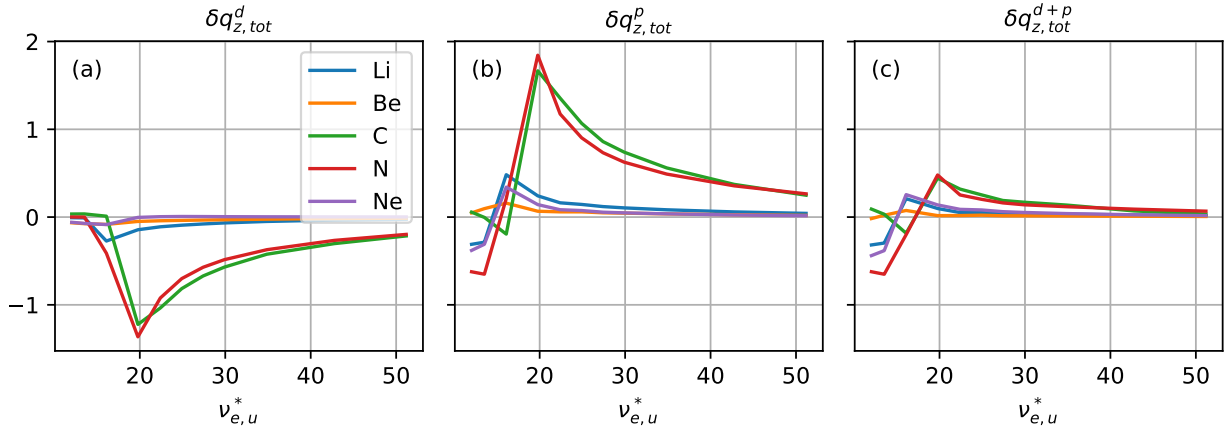 δq^d_{z,tot} δq^p_{z,tot} δq^{d+p}_{z,tot}
(a) (b) (c)
Li
Be
C
N
Ne
2
1
0
−1
20 30 40 50 20 30 40 50 20 30 40 50
ν^*_{e,u} ν^*_{e,u} ν^*_{e,u}